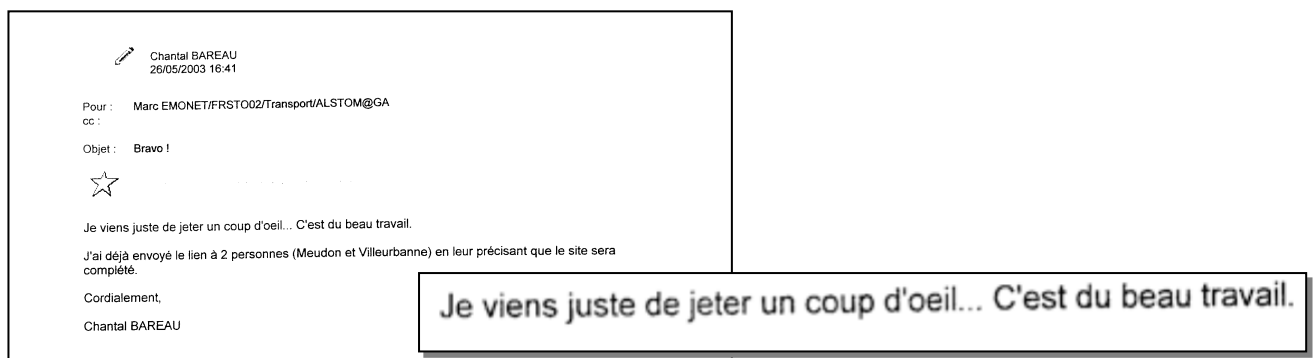 Chantal BAREAU
26/05/2003 16:41
Pour : Marc EMONET/FRSTO02/Transport/ALSTOM@GA
cc :
Objet : Bravo !
Je viens juste de jeter un coup d'oeil... C'est du beau travail.
J'ai déjà envoyé le lien à 2 personnes (Meudon et Villeurbanne) en leur précisant que le site sera
complété.
Cordialement,
Chantal BAREAU
Je viens juste de jeter un coup d'oeil... C'est du beau travail.